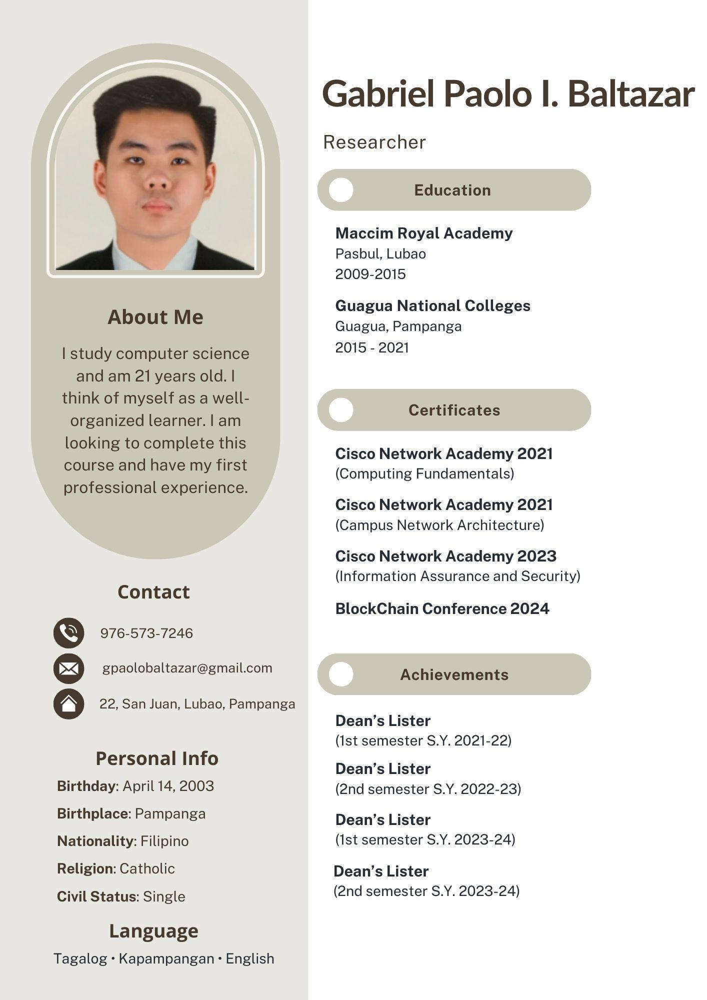 Gabriel Paolo I. Baltazar
Researcher
About Me
I study computer science
and am 21 years old. I
think of myself as a well-
organized learner. I am
looking to complete this
course and have my first
professional experience.
Contact
976-573-7246
gpaolobaltazar@gmail.com
22, San Juan, Lubao, Pampanga
Personal Info
Birthday: April 14, 2003
Birthplace: Pampanga
Nationality: Filipino
Religion: Catholic
Civil Status: Single
Language
Tagalog • Kapampangan • English
Education
Maccim Royal Academy
Pasbul, Lubao
2009-2015
Guagua National Colleges
Guagua, Pampanga
2015 - 2021
Certificates
Cisco Network Academy 2021
(Computing Fundamentals)
Cisco Network Academy 2021
(Campus Network Architecture)
Cisco Network Academy 2023
(Information Assurance and Security)
BlockChain Conference 2024
Achievements
Dean’s Lister
(1st semester S.Y. 2021-22)
Dean’s Lister
(2nd semester S.Y. 2022-23)
Dean’s Lister
(1st semester S.Y. 2023-24)
Dean’s Lister
(2nd semester S.Y. 2023-24)